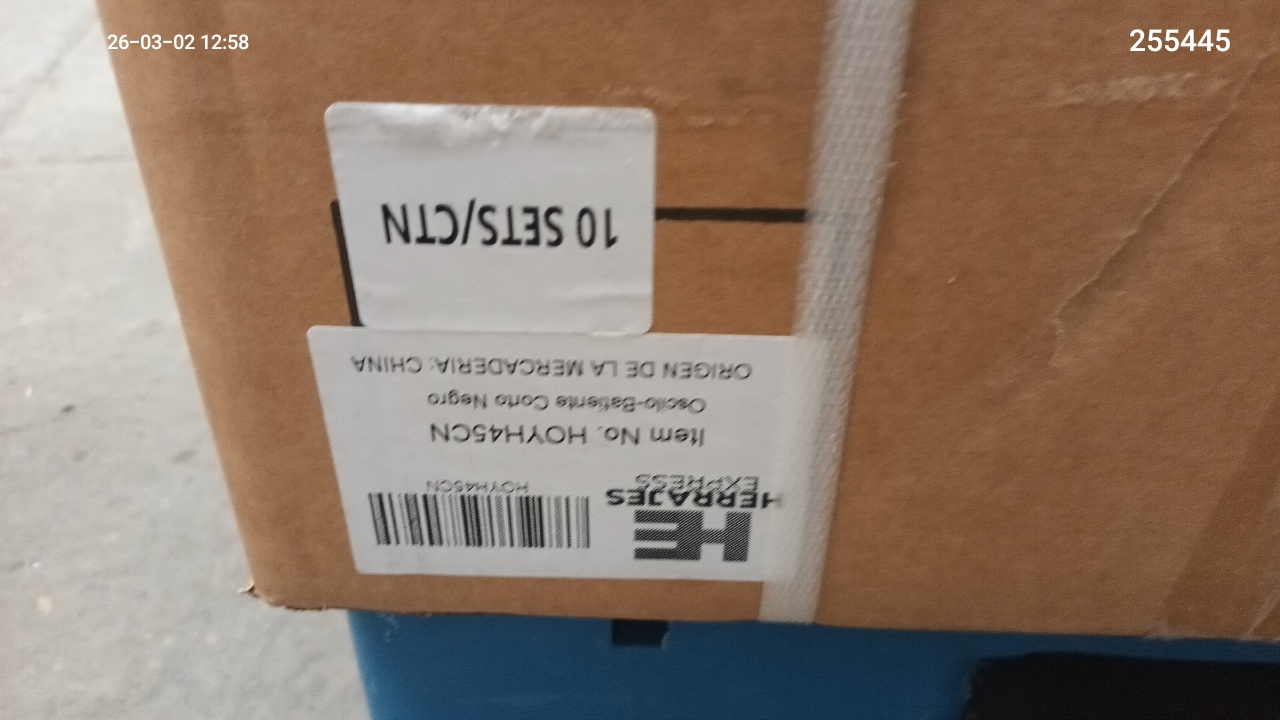 26-03-02 12:58
255445
HERRAJES
EXPRESS
HOYH45CN
Item No. HOYH45CN
Oscilo-Batiente Corto Negro
ORIGEN DE LA MERCADERIA: CHINA
10 SETS/CTN